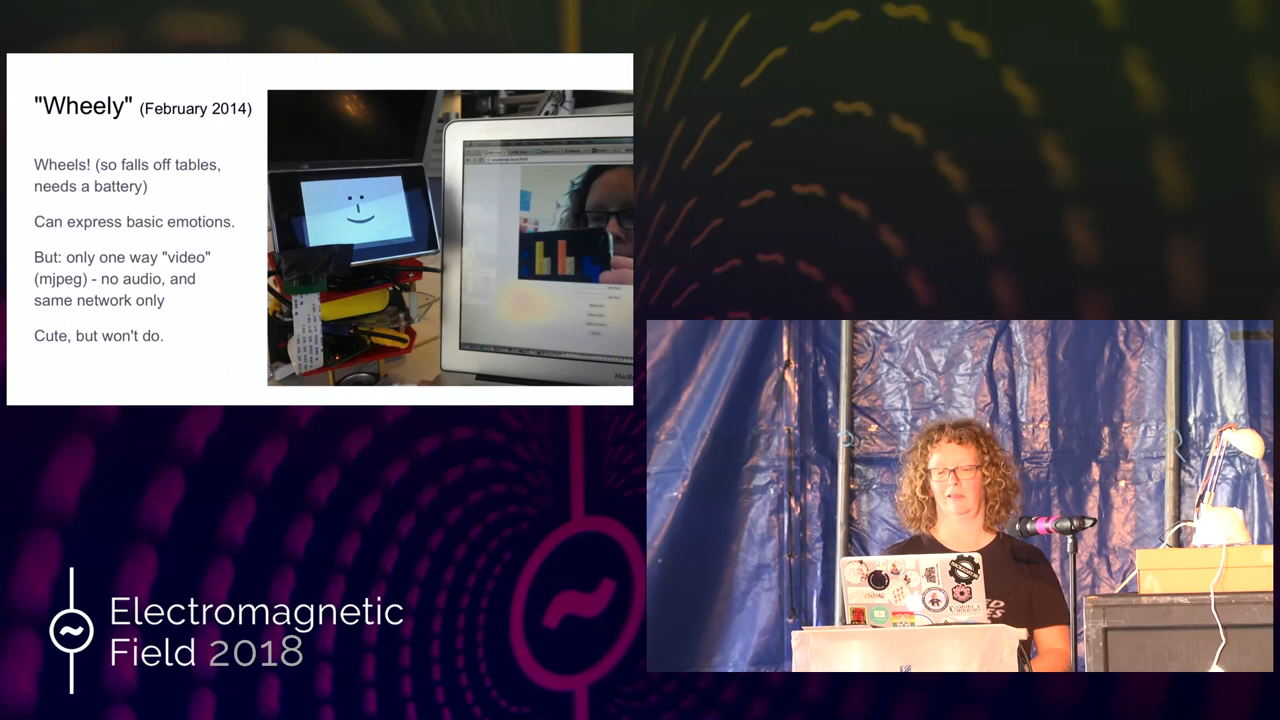 "Wheely" (February 2014)
Wheels! (so falls off tables,
needs a battery)
Can express basic emotions.
But: only one way "video"
(mjpeg) - no audio, and
same network only
Cute, but won't do.
Electromagnetic
Field 2018